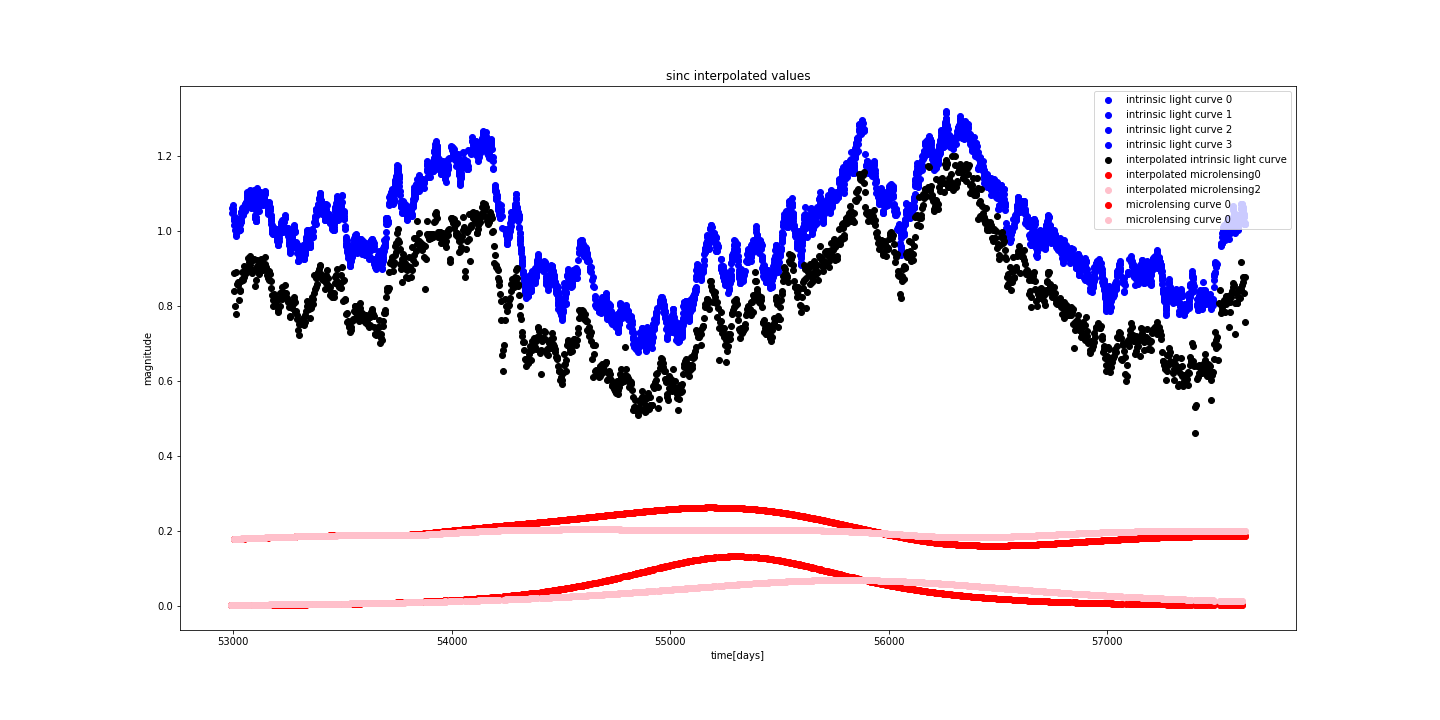 sinc interpolated values
intrinsic light curve 0
intrinsic light curve 1
intrinsic light curve 2
intrinsic light curve 3
interpolated intrinsic light curve
interpolated microlensing0
interpolated microlensing2
microlensing curve 0
microlensing curve 0
magnitude
1.2
1.0
0.8
0.6
0.4
0.2
0.0
53000 54000 55000 56000 57000
time[days]